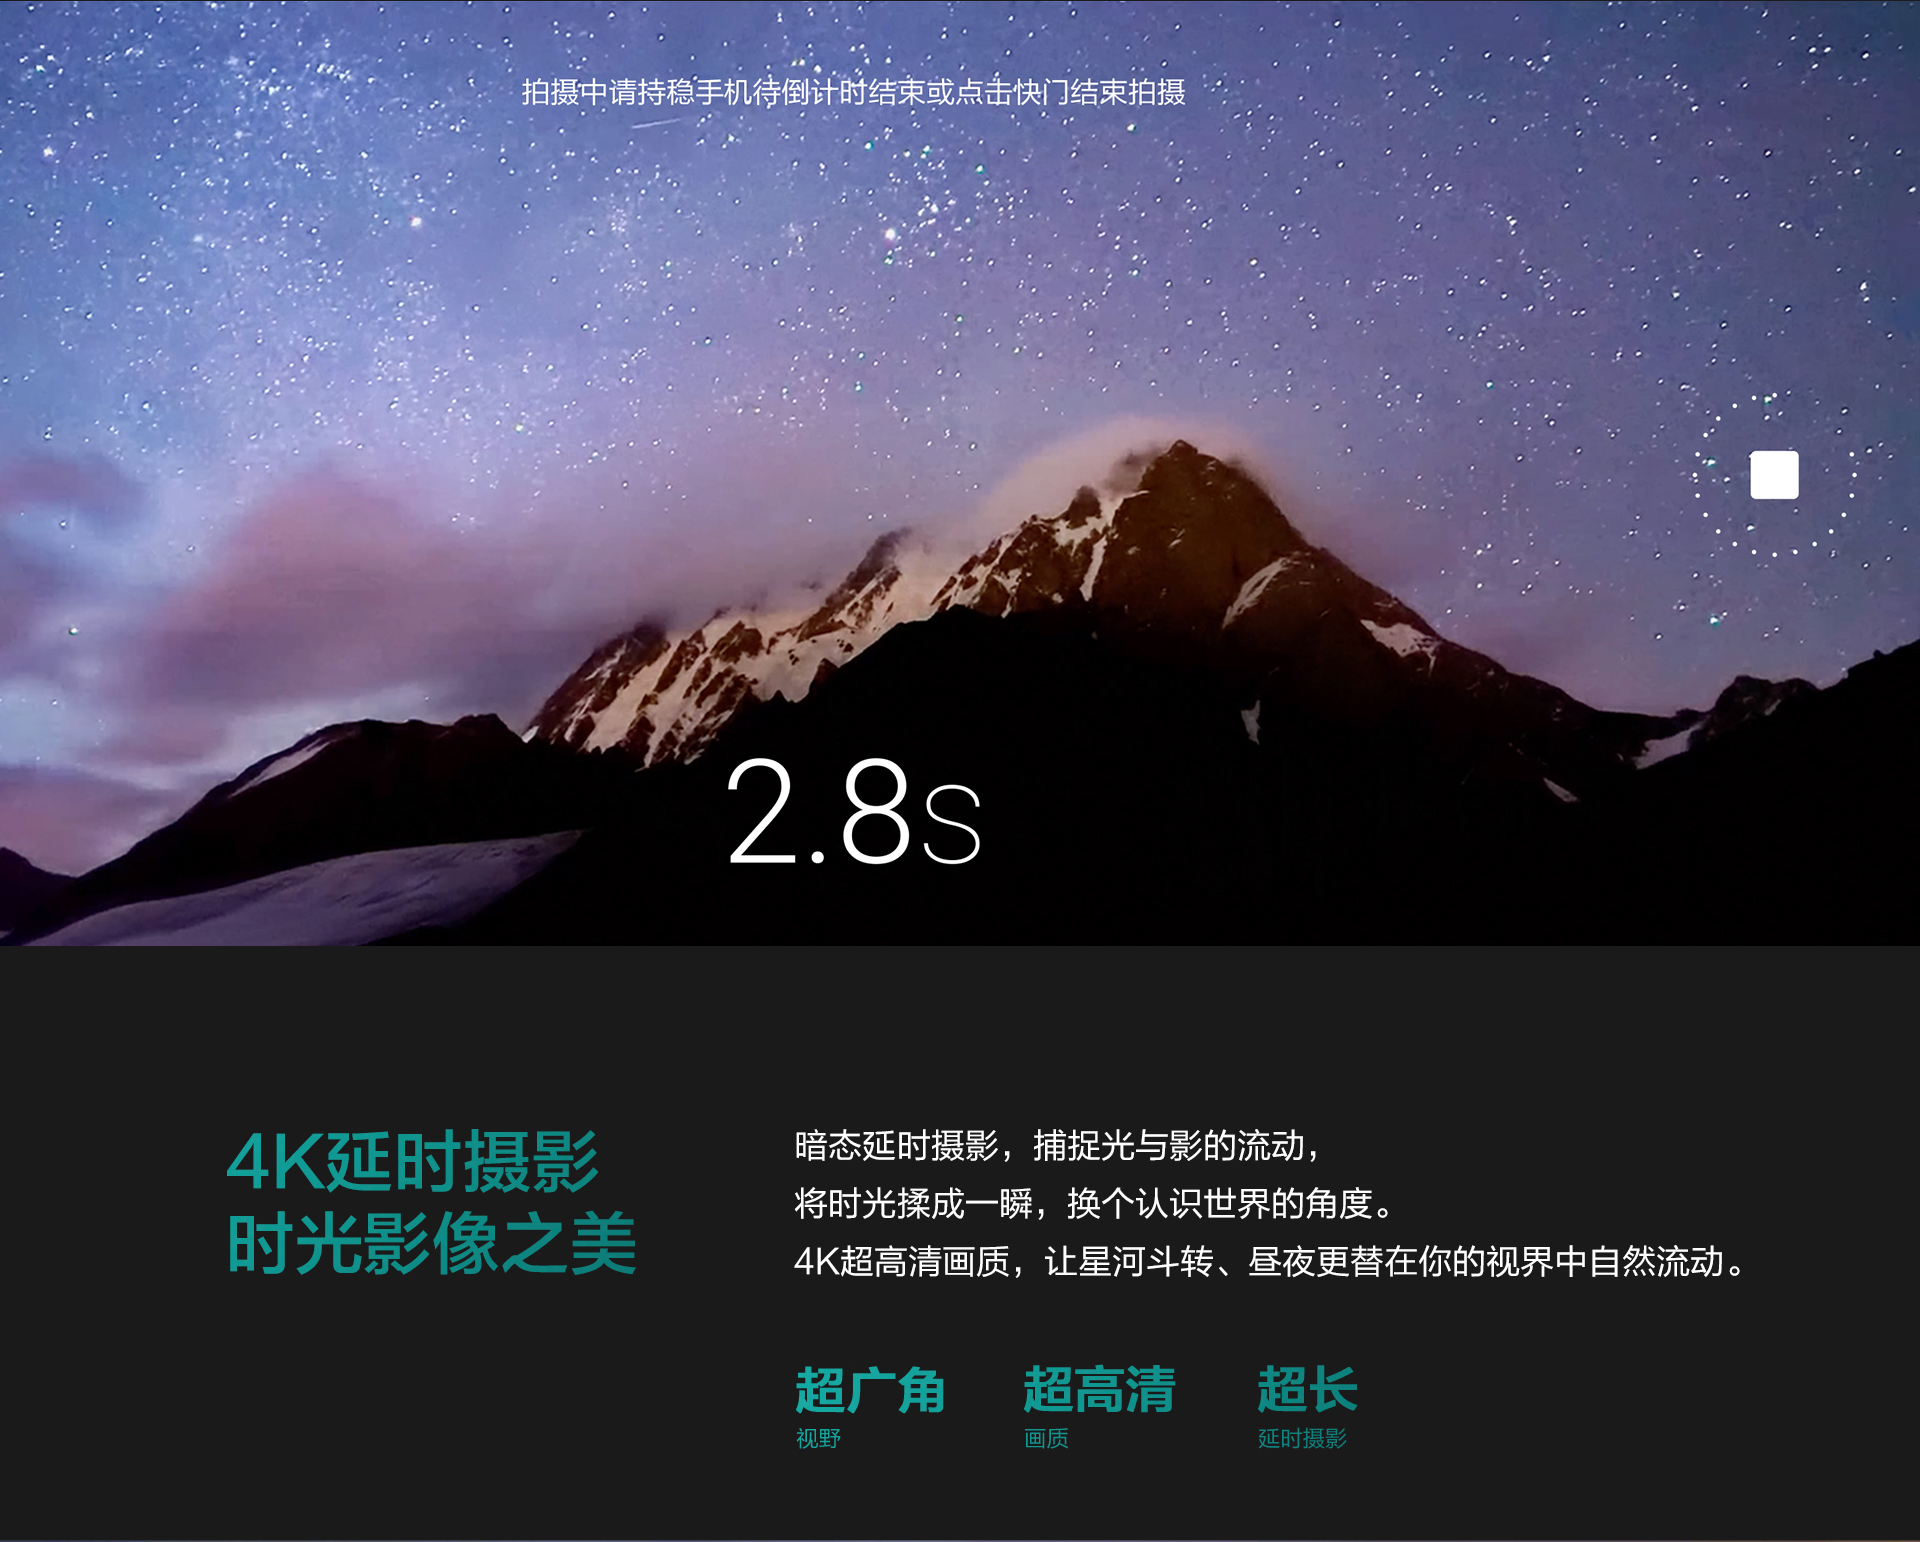 拍摄中请持稳手机待倒计时结束或点击快门结束拍摄
2.8s
4K延时摄影
时光影像之美
暗态延时摄影，捕捉光与影的流动，
将时光揉成一瞬，换个认识世界的角度。
4K超高清画质，让星河斗转、昼夜更替在你的视界中自然流动。
超广角
视野
超高清
画质
超长
延时摄影